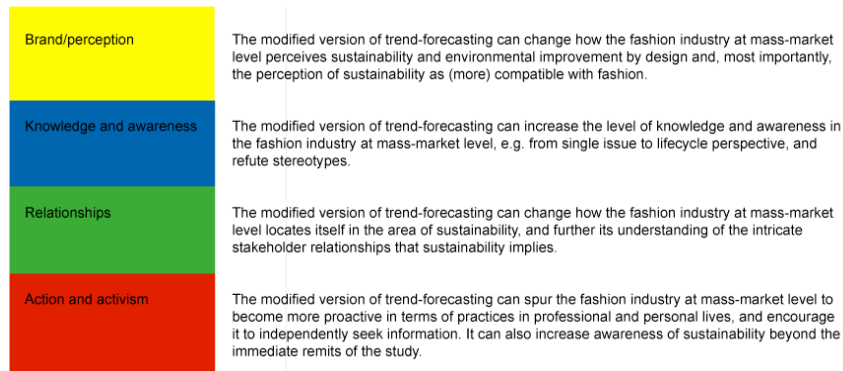 Brand/perception
The modified version of trend-forecasting can change how the fashion industry at mass-market
level perceives sustainability and environmental improvement by design and, most importantly,
the perception of sustainability as (more) compatible with fashion.
Knowledge and awareness
The modified version of trend-forecasting can increase the level of knowledge and awareness in
the fashion industry at mass-market level, e.g. from single issue to lifecycle perspective, and
refute stereotypes.
Relationships
The modified version of trend-forecasting can change how the fashion industry at mass-market
level locates itself in the area of sustainability, and further its understanding of the intricate
stakeholder relationships that sustainability implies.
Action and activism
The modified version of trend-forecasting can spur the fashion industry at mass-market level to
become more proactive in terms of practices in professional and personal lives, and encourage
it to independently seek information. It can also increase awareness of sustainability beyond the
immediate remits of the study.